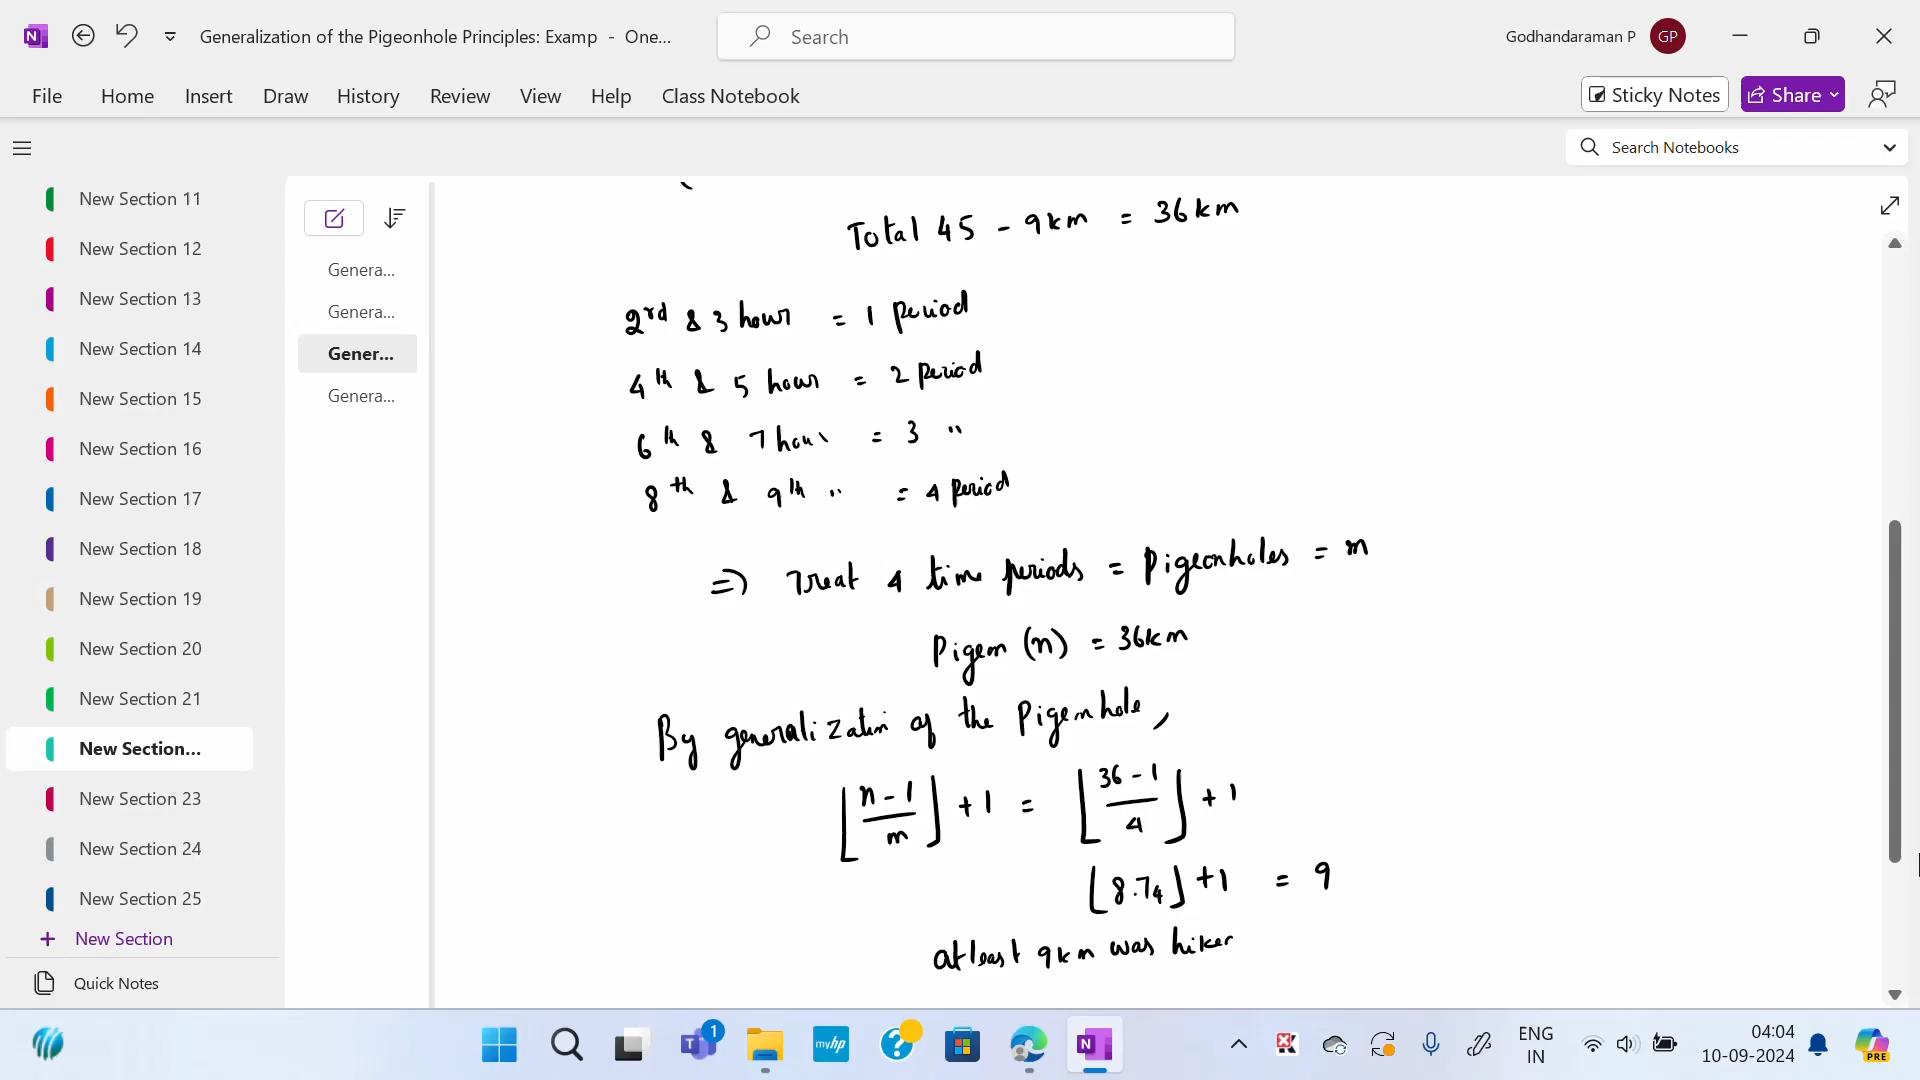 Generalization of the Pigeonhole Principles: Examp - One...
Search
Godhandaraman P
GP
File Home Insert Draw History Review View Help Class Notebook
Sticky Notes
Share
Search Notebooks
New Section 11
New Section 12
New Section 13
New Section 14
New Section 15
New Section 16
New Section 17
New Section 18
New Section 19
New Section 20
New Section 21
New Section...
New Section 23
New Section 24
New Section 25
+ New Section
Quick Notes
Genera...
Genera...
Gener...
Genera...
Total 45 - 9km = 36km
2rd & 3 hour = 1 period
4th & 5 hour = 2 period
6th & 7 hour = 3 "
8th & 9th " = 4 period
=) Treat 4 time periods = Pigeonholes = m
Pigeon (n) = 36km
By generalization of the Pigeonhole,
⌊(n-1)/m⌋ + 1 = ⌊(36-1)/4⌋ + 1
⌊8.74⌋ + 1 = 9
atleast 9km was hiker
1
myhp
ENG
IN
04:04
10-09-2024
PRE